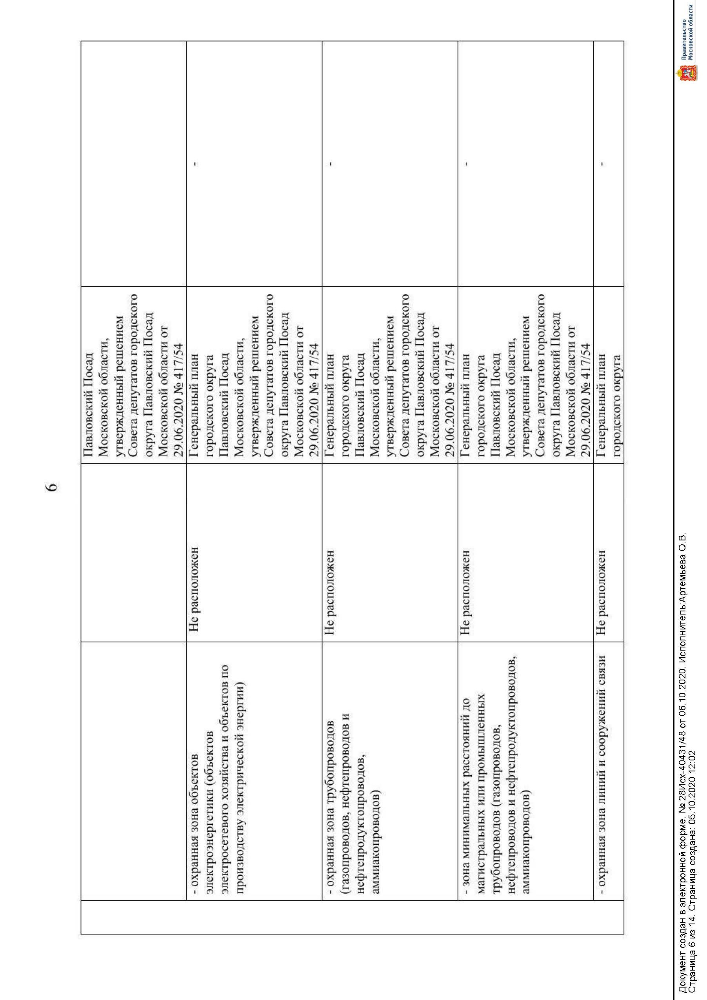 6
Павловский Посад
Московской области,
утвержденный решением
Совета депутатов городского
округа Павловский Посад
Московской области от
29.06.2020 № 417/54
- охранная зона объектов
электроэнергетики (объектов
электросетевого хозяйства и объектов по
производству электрической энергии)
Не расположен
Генеральный план
городского округа
Павловский Посад
Московской области,
утвержденный решением
Совета депутатов городского
округа Павловский Посад
Московской области от
29.06.2020 № 417/54
-
- охранная зона трубопроводов
(газопроводов, нефтепроводов и
нефтепродуктопроводов,
аммиакопроводов)
Не расположен
Генеральный план
городского округа
Павловский Посад
Московской области,
утвержденный решением
Совета депутатов городского
округа Павловский Посад
Московской области от
29.06.2020 № 417/54
-
- зона минимальных расстояний до
магистральных или промышленных
трубопроводов (газопроводов,
нефтепроводов и нефтепродуктопроводов,
аммиакопроводов)
Не расположен
Генеральный план
городского округа
Павловский Посад
Московской области,
утвержденный решением
Совета депутатов городского
округа Павловский Посад
Московской области от
29.06.2020 № 417/54
-
- охранная зона линий и сооружений связи
Не расположен
Генеральный план
городского округа
-
Документ создан в электронной форме. № 28Исх-40431/48 от 06.10.2020. Исполнитель:Артемьева О.В.
Страница 6 из 14. Страница создана: 05.10.2020 12:02
Правительство
Московской области